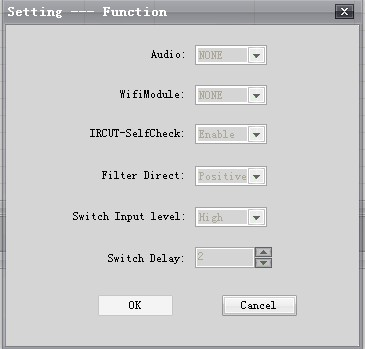 Setting --- Function
Audio: NONE
WifiModule: NONE
IRCUT-SelfCheck: Enable
Filter Direct: Positive
Switch Input level: High
Switch Delay: 2
OK Cancel